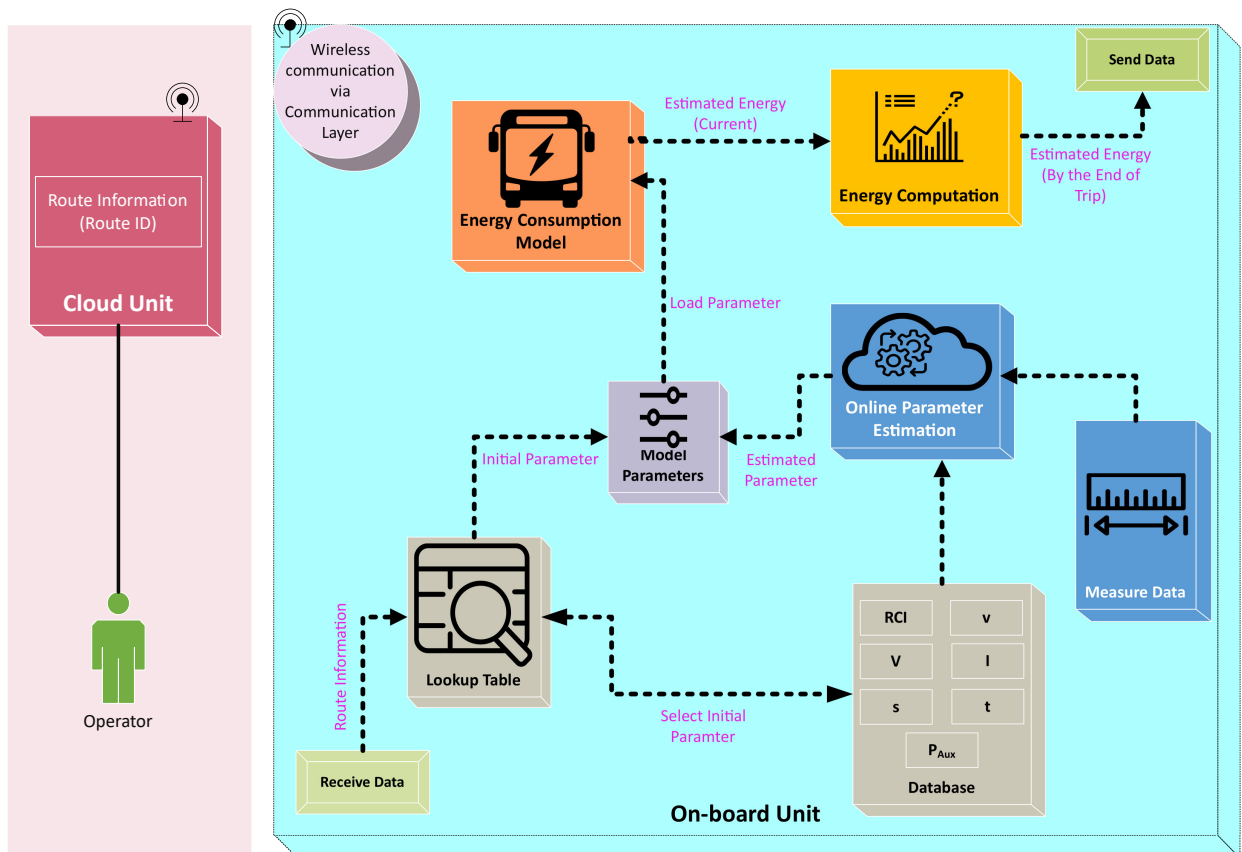 Wireless
communication
via
Communication
Layer
Send Data
Estimated Energy
(Current)
Energy Consumption
Model
Energy Computation
Estimated Energy
(By the End of
Trip)
Route Information
(Route ID)
Cloud Unit
Load Parameter
Online Parameter
Estimation
Model
Parameters
Initial Parameter
Estimated
Parameter
Measure Data
Route Information
Lookup Table
Select Initial
Paramter
RCI
v
V
I
s
t
P_Aux
Database
Operator
Receive Data
On-board Unit